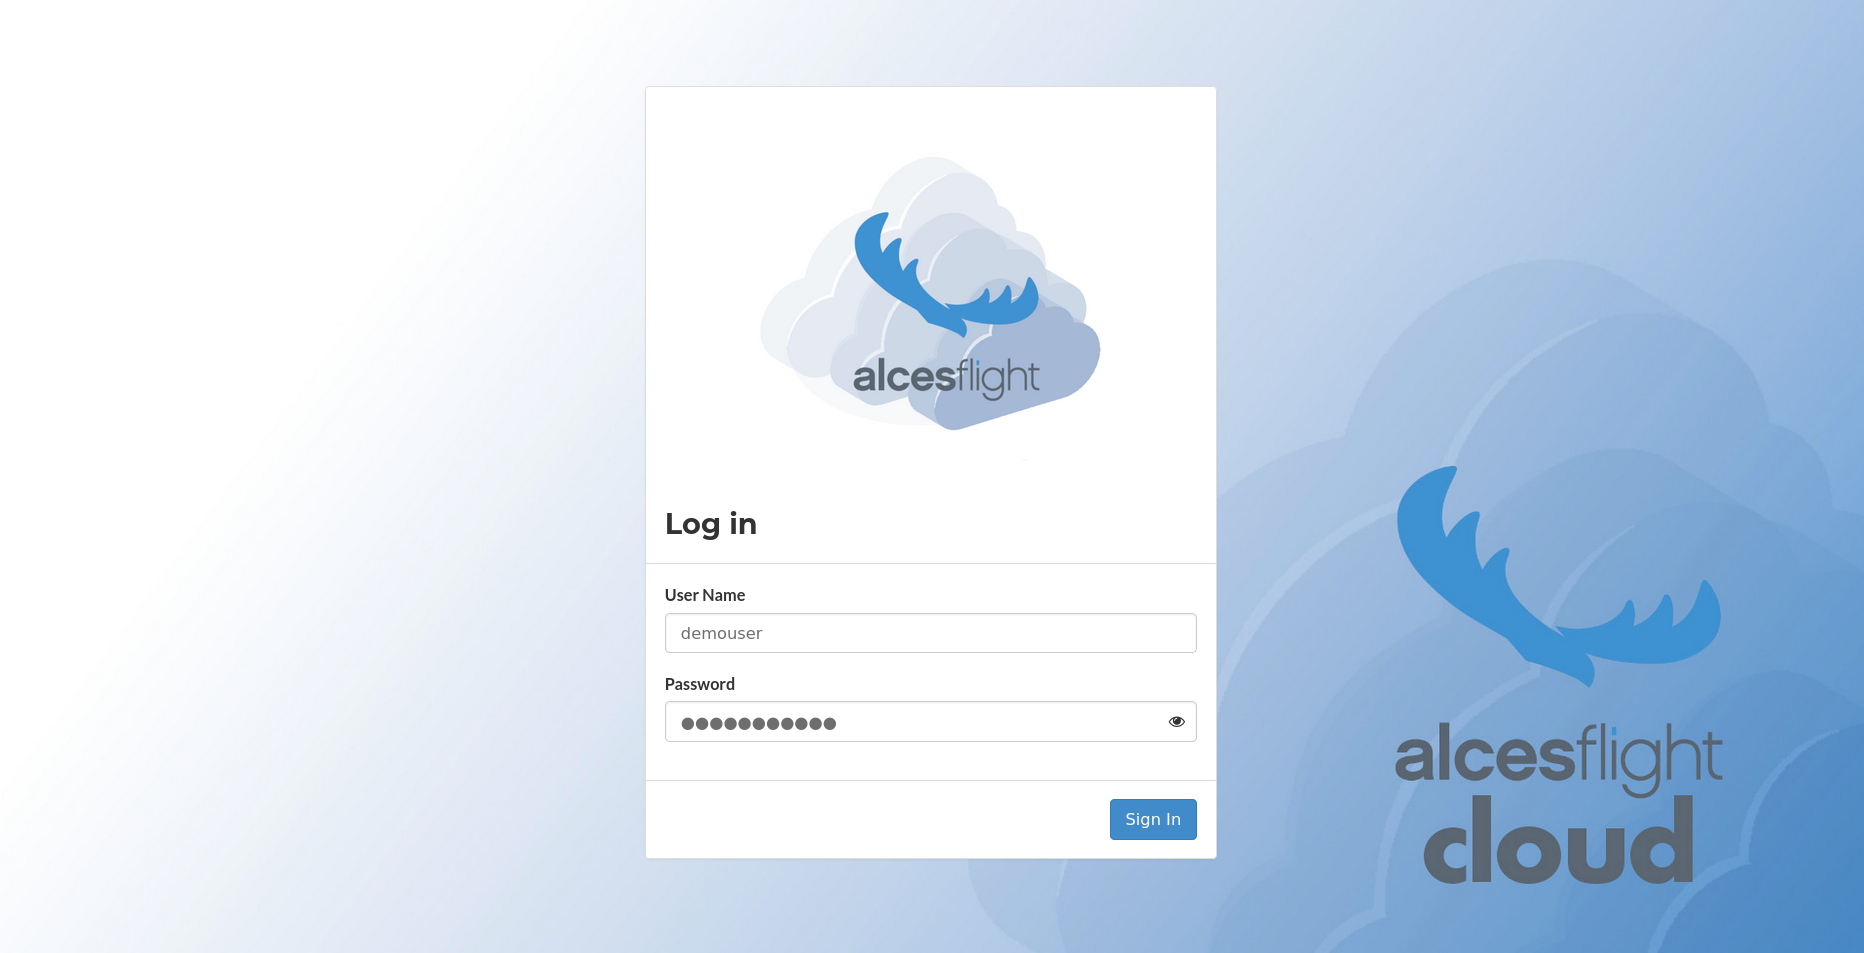 alcesflight
Log in
User Name
demouser
Password
●●●●●●●●●●●
Sign In
alcesflight
cloud